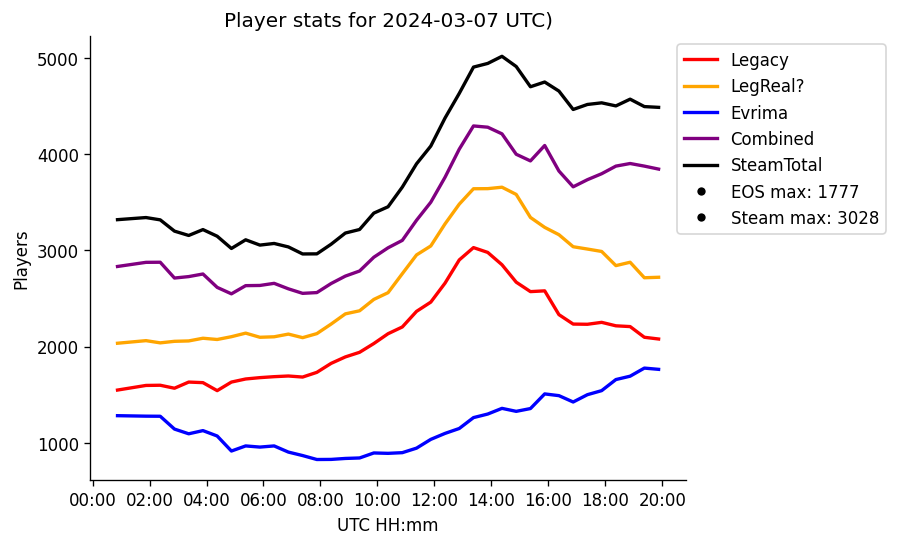 Player stats for 2024-03-07 UTC)
5000
4000
3000
2000
1000
Players
00:00 02:00 04:00 06:00 08:00 10:00 12:00 14:00 16:00 18:00 20:00
UTC HH:mm
Legacy
LegReal?
Evrima
Combined
SteamTotal
EOS max: 1777
Steam max: 3028